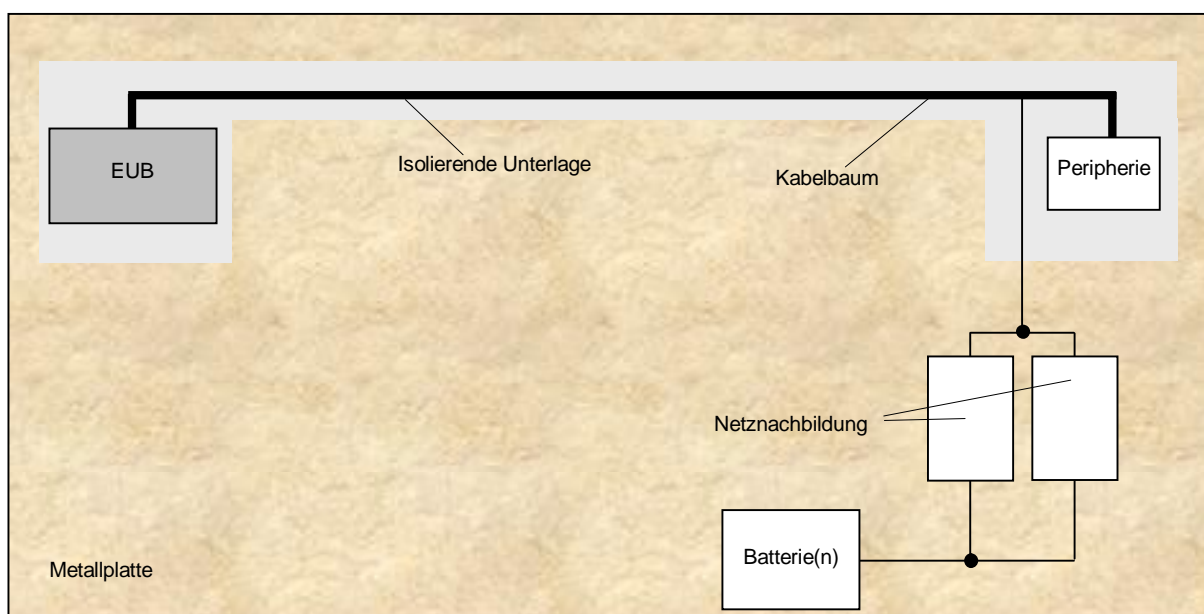 EUB
Isolierende Unterlage
Kabelbaum
Peripherie
Netznachbildung
Batterie(n)
Metallplatte